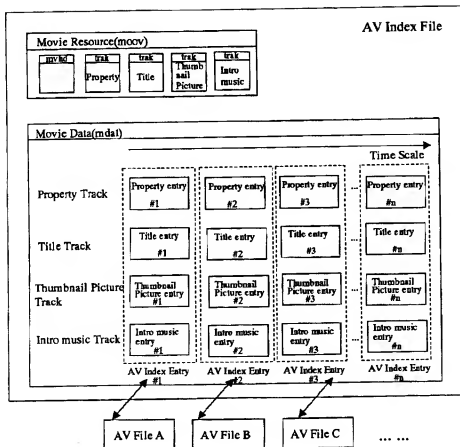 AV Index File
Movie Resource(moov)
mvhd trak trak trak trak
Property Title Thumb nail Picture Intro music
Movie Data(mdat)
Time Scale
Property Track
Property entry #1 Property entry #2 Property entry #3 ... Property entry #n
Title Track
Title entry #1 Title entry #2 Title entry #3 ... Title entry #n
Thumbnail Picture Track
Thumbnail Picture entry #1 Thumbnail Picture entry #2 Thumbnail Picture entry #3 ... Thumbnail Picture entry #n
Intro music Track
Intro music entry #1 Intro music entry #2 Intro music entry #3 ... Intro music entry #n
AV Index Entry #1 AV Index Entry #2 AV Index Entry #3 AV Index Entry #n
AV File A AV File B AV File C ... ...